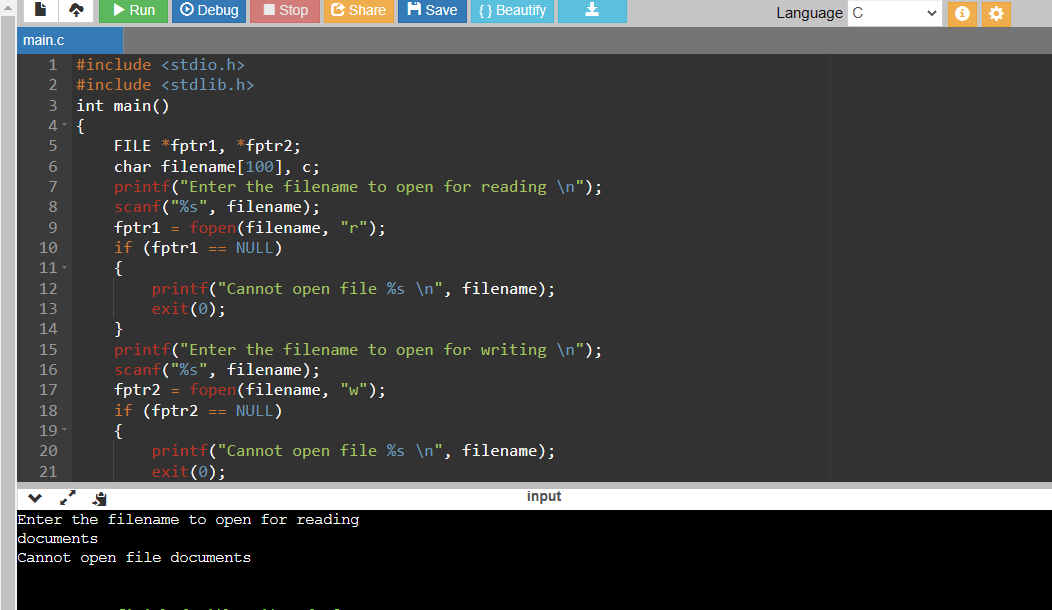 Run Debug Stop Share Save { } Beautify Language C
main.c
1 #include <stdio.h>
2 #include <stdlib.h>
3 int main()
4 {
5 FILE *fptr1, *fptr2;
6 char filename[100], c;
7 printf("Enter the filename to open for reading \n");
8 scanf("%s", filename);
9 fptr1 = fopen(filename, "r");
10 if (fptr1 == NULL)
11 {
12 printf("Cannot open file %s \n", filename);
13 exit(0);
14 }
15 printf("Enter the filename to open for writing \n");
16 scanf("%s", filename);
17 fptr2 = fopen(filename, "w");
18 if (fptr2 == NULL)
19 {
20 printf("Cannot open file %s \n", filename);
21 exit(0);
input
Enter the filename to open for reading
documents
Cannot open file documents